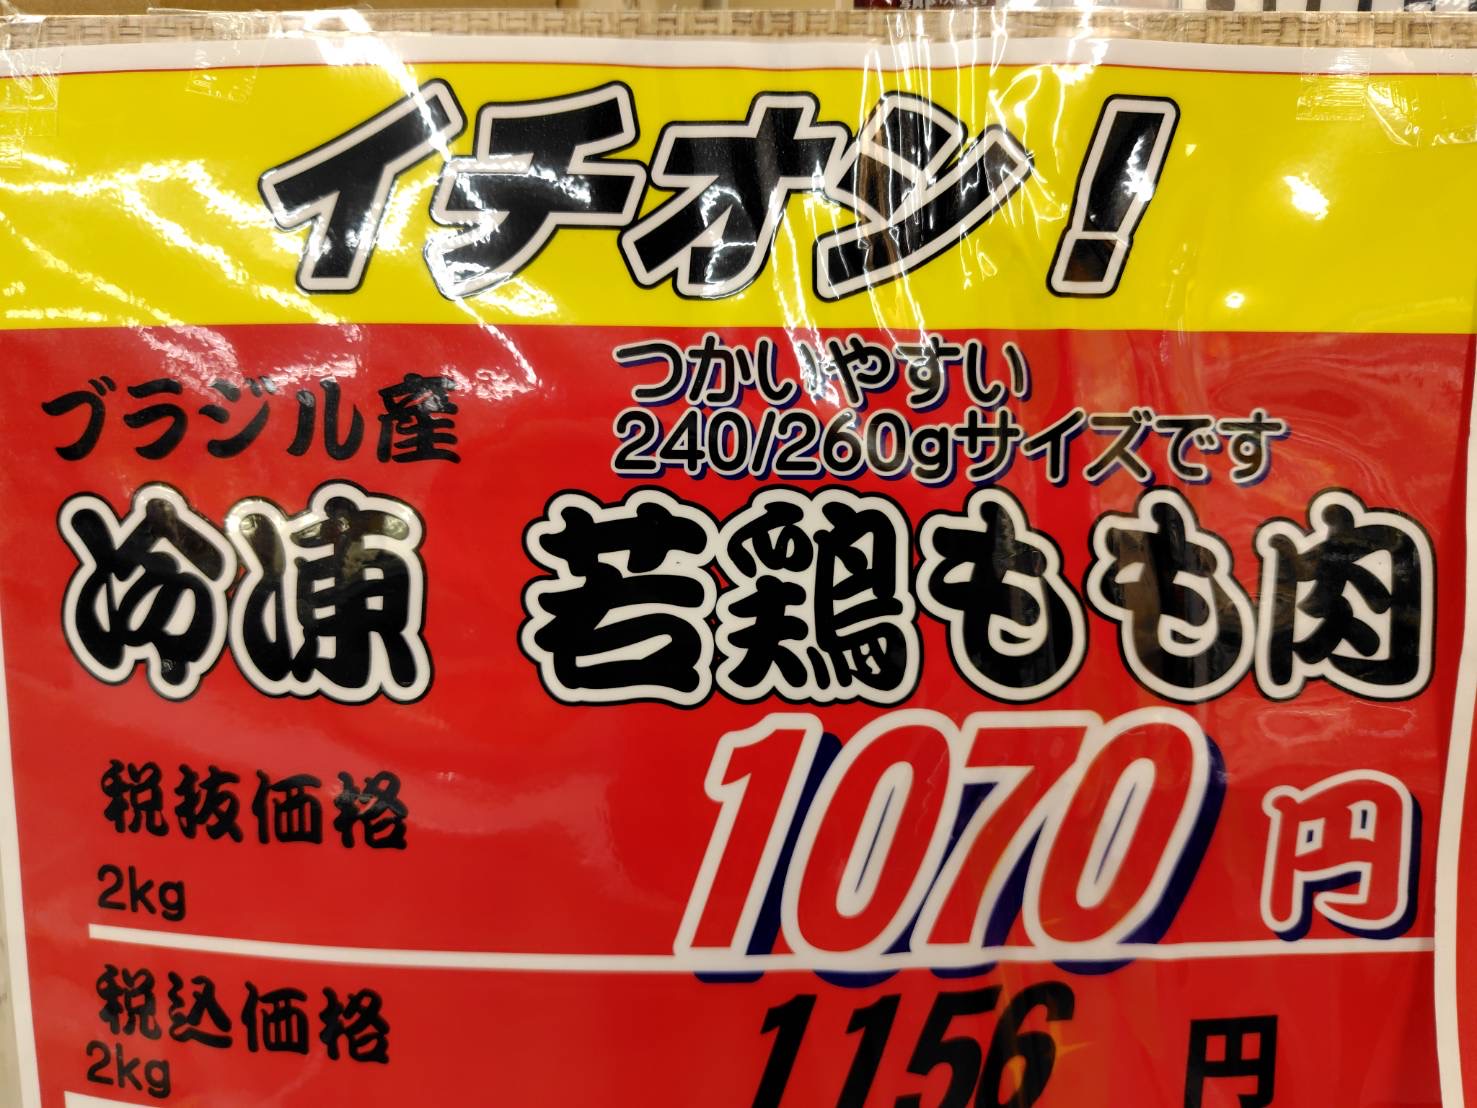 イチオシ!
ブラジル産
つかいやすい
240/260gサイズです
冷凍 若鶏もも肉
税抜価格
2kg
1070円
税込価格
2kg
1156円